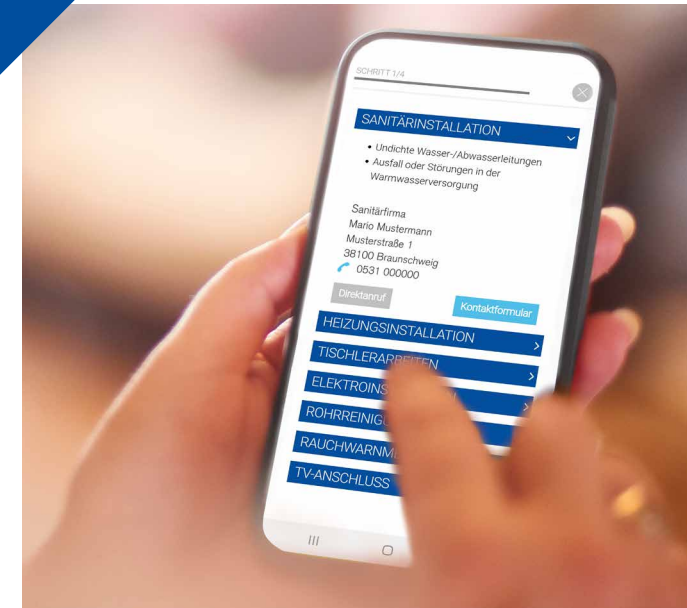 SCHRITT 1/4
SANITÄRINSTALLATION
• Undichte Wasser-/Abwasserleitungen
• Ausfall oder Störungen in der
Warmwasserversorgung
Sanitärfirma
Mario Mustermann
Musterstraße 1
38100 Braunschweig
0531 000000
Direktanruf
Kontaktformular
HEIZUNGSINSTALLATION
TISCHLERARBEITEN
TV-ANSCHLUSS